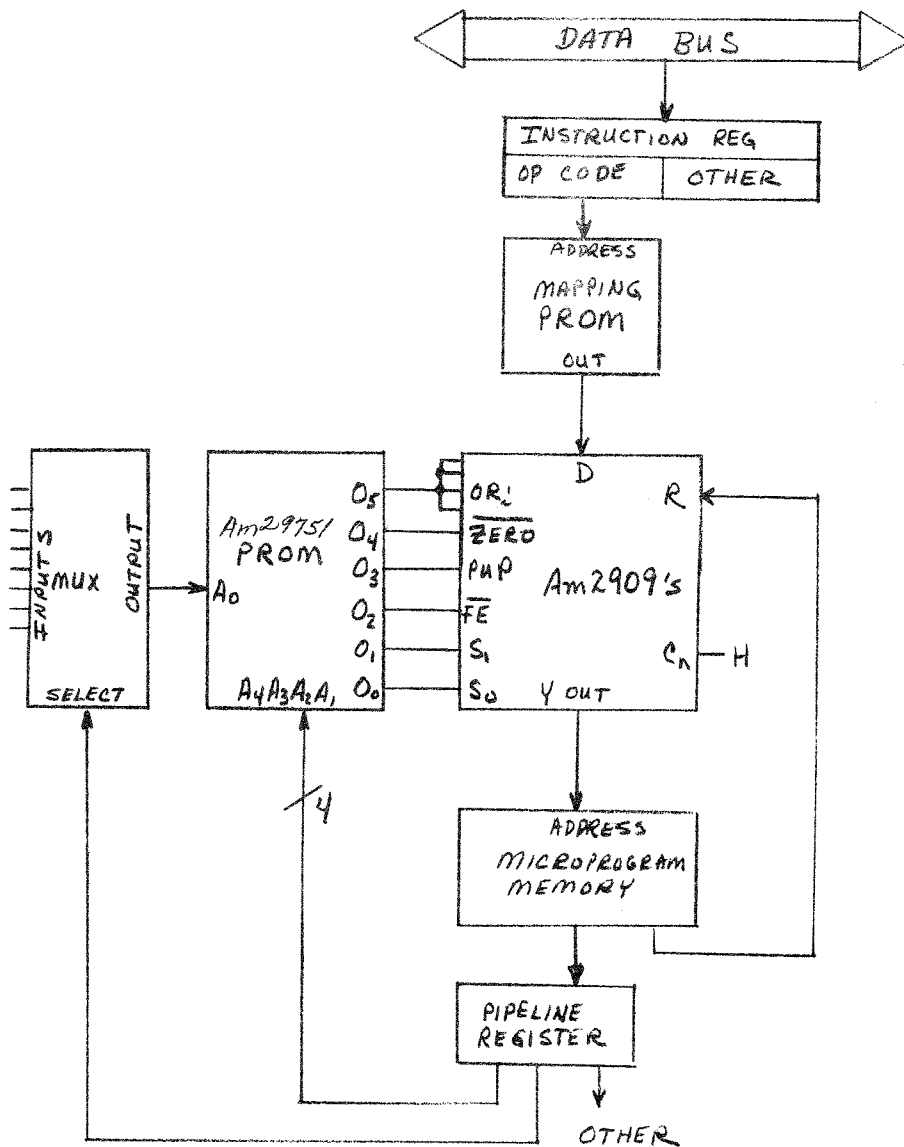 DATA BUS
INSTRUCTION REG
OP CODE
OTHER
ADDRESS
MAPPING
PROM
OUT
INPUTS
MUX
OUTPUT
SELECT
Am29751
PROM
A0
A4A3A2A1
O5
O4
O3
O2
O1
O0
D
ORi
R
ZERO
PUP
Am2909's
FE
S1
Cn
H
S0
Y OUT
4
ADDRESS
MICROPROGRAM
MEMORY
PIPELINE
REGISTER
OTHER